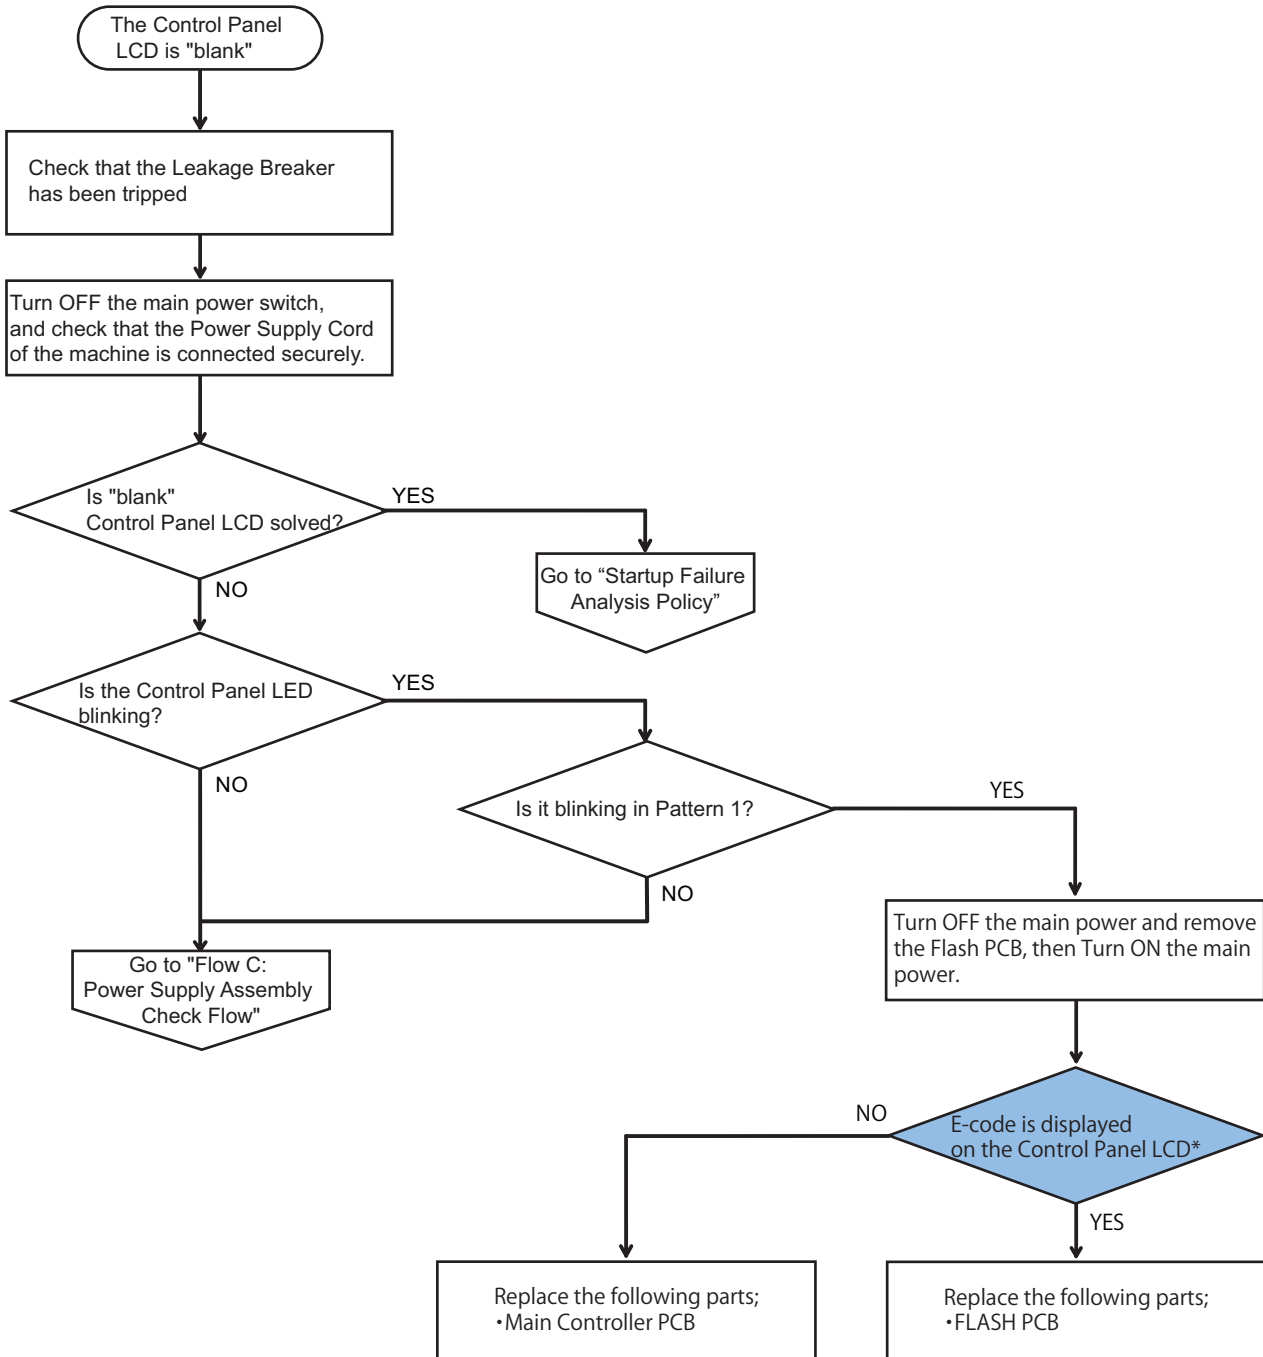 The Control Panel
LCD is "blank"
Check that the Leakage Breaker
has been tripped
Turn OFF the main power switch,
and check that the Power Supply Cord
of the machine is connected securely.
Is "blank"
Control Panel LCD solved?
YES
NO
Go to “Startup Failure
Analysis Policy”
Is the Control Panel LED
blinking?
YES
NO
Is it blinking in Pattern 1?
YES
NO
Go to "Flow C:
Power Supply Assembly
Check Flow"
Turn OFF the main power and remove
the Flash PCB, then Turn ON the main
power.
E-code is displayed
on the Control Panel LCD*
NO
YES
Replace the following parts;
・Main Controller PCB
Replace the following parts;
・FLASH PCB